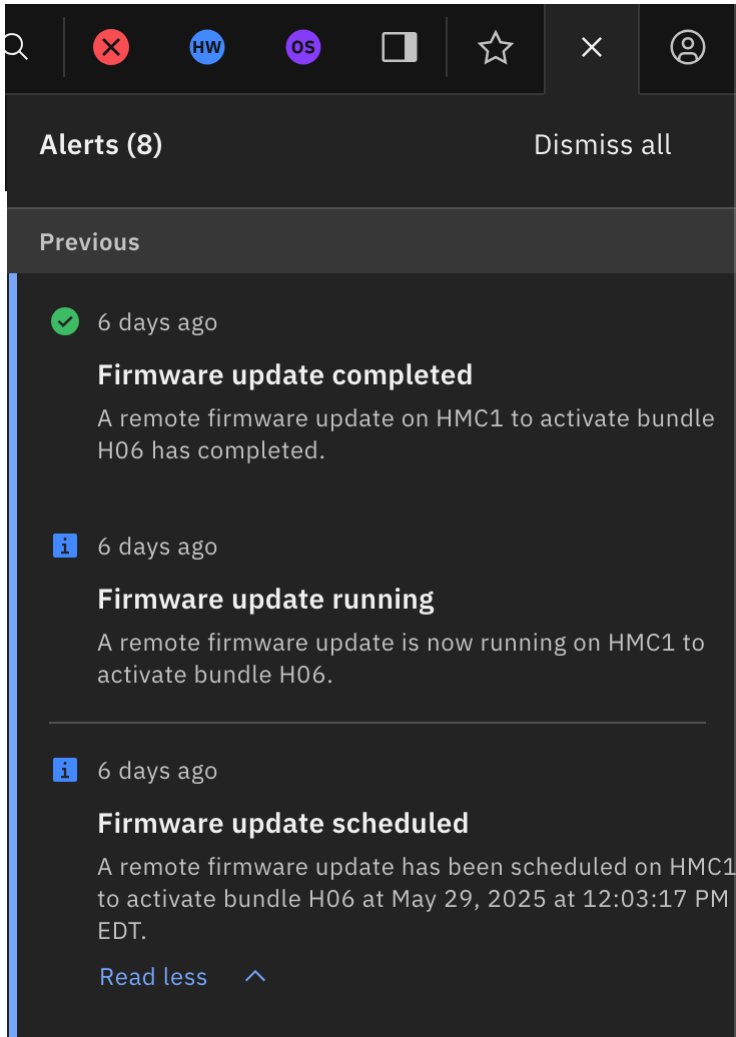 HW
OS
Alerts (8)
Dismiss all
Previous
6 days ago
Firmware update completed
A remote firmware update on HMC1 to activate bundle
H06 has completed.
6 days ago
Firmware update running
A remote firmware update is now running on HMC1 to
activate bundle H06.
6 days ago
Firmware update scheduled
A remote firmware update has been scheduled on HMC1
to activate bundle H06 at May 29, 2025 at 12:03:17 PM
EDT.
Read less